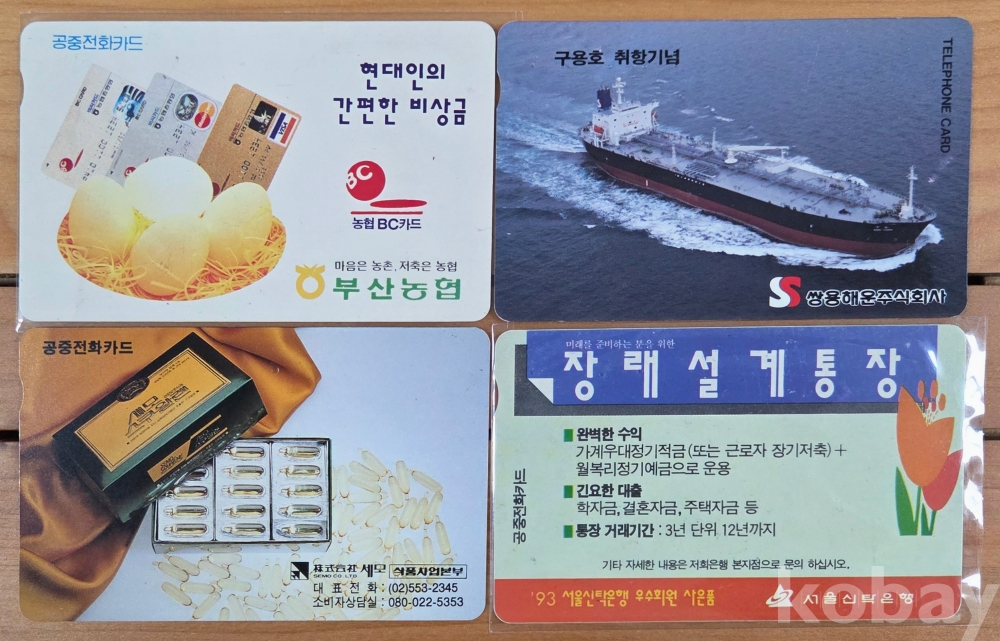 공중전화카드
현대인의
간편한 비상금
BC
농협 BC카드
마음은 농촌, 저축은 농협
부산농협
구용호 취항기념
TELEPHONE CARD
SS
쌍용해운주식회사
공중전화카드
세모
스쿠알렌
株式会社 세모 식품사업본부
SEMO CO. LTD.
대 표 전 화 : (02)553-2345
소비자상담실 : 080-022-5353
미래를 준비하는 분을 위한
장래설계통장
완벽한 수익
가계우대정기적금(또는 근로자 장기저축)+
월복리정기예금으로 운용
긴요한 대출
학자금, 결혼자금, 주택자금 등
통장 거래기간 : 3년 단위 12년까지
공중전화카드
기타 자세한 내용은 저희은행 본지점으로 문의 하십시오.
'93 서울신탁은행 우수회원 사은품
서울신탁은행
kobay